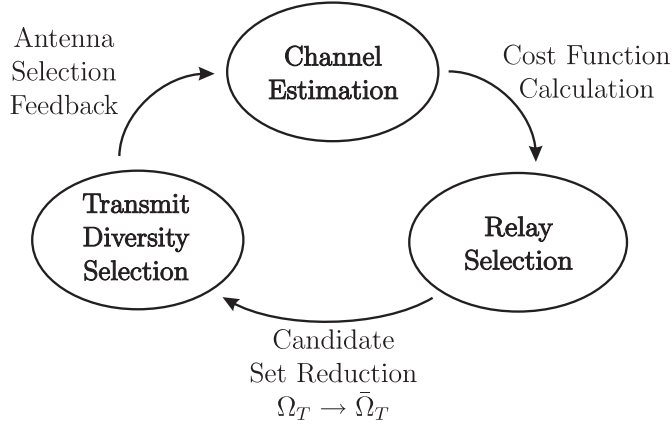 Antenna
Selection
Feedback
Channel
Estimation
Cost Function
Calculation
Transmit
Diversity
Selection
Relay
Selection
Candidate
Set Reduction
Ω_T → Ω̄_T